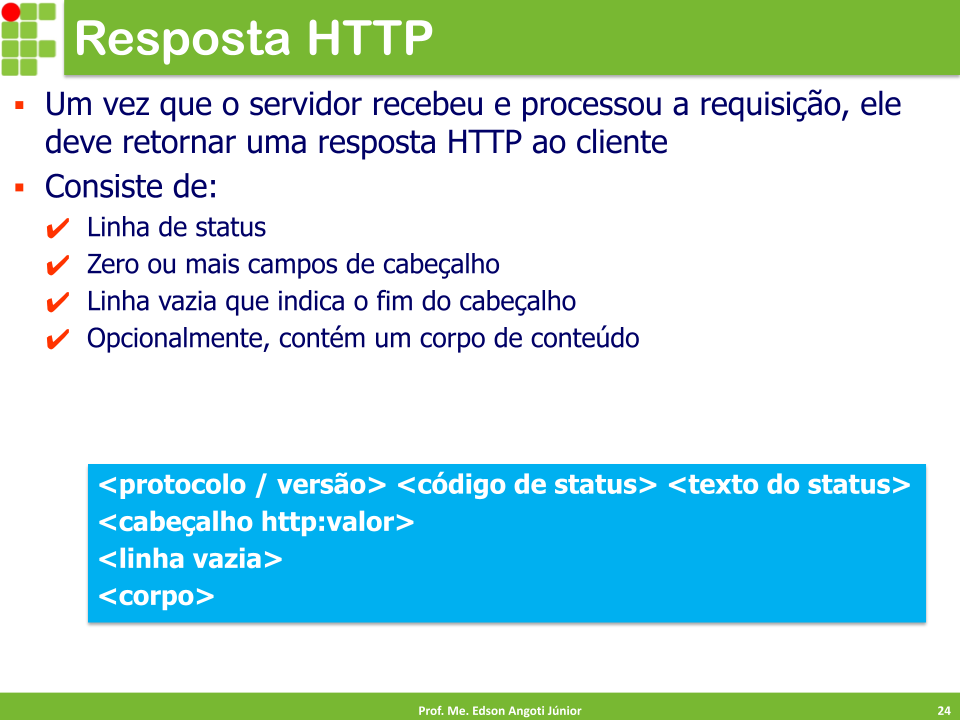 Resposta HTTP
▪ Um vez que o servidor recebeu e processou a requisição, ele
deve retornar uma resposta HTTP ao cliente
▪ Consiste de:
✔ Linha de status
✔ Zero ou mais campos de cabeçalho
✔ Linha vazia que indica o fim do cabeçalho
✔ Opcionalmente, contém um corpo de conteúdo
<protocolo / versão> <código de status> <texto do status>
<cabeçalho http:valor>
<linha vazia>
<corpo>
Prof. Me. Edson Angoti Júnior
24